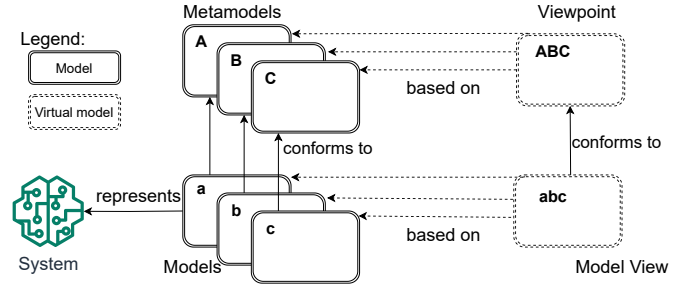 Metamodels
Viewpoint
Legend:
Model
Virtual model
A
B
C
ABC
based on
conforms to
conforms to
represents
a
b
c
abc
based on
System
Models
Model View